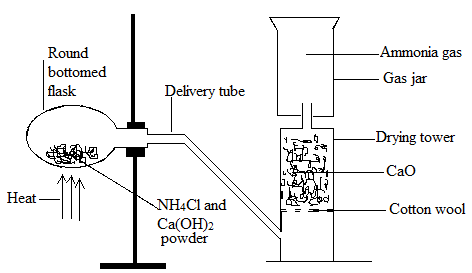 Round
bottomed
flask
Delivery tube
Ammonia gas
Gas jar
Drying tower
CaO
Cotton wool
Heat
NH4Cl and
Ca(OH)2
powder